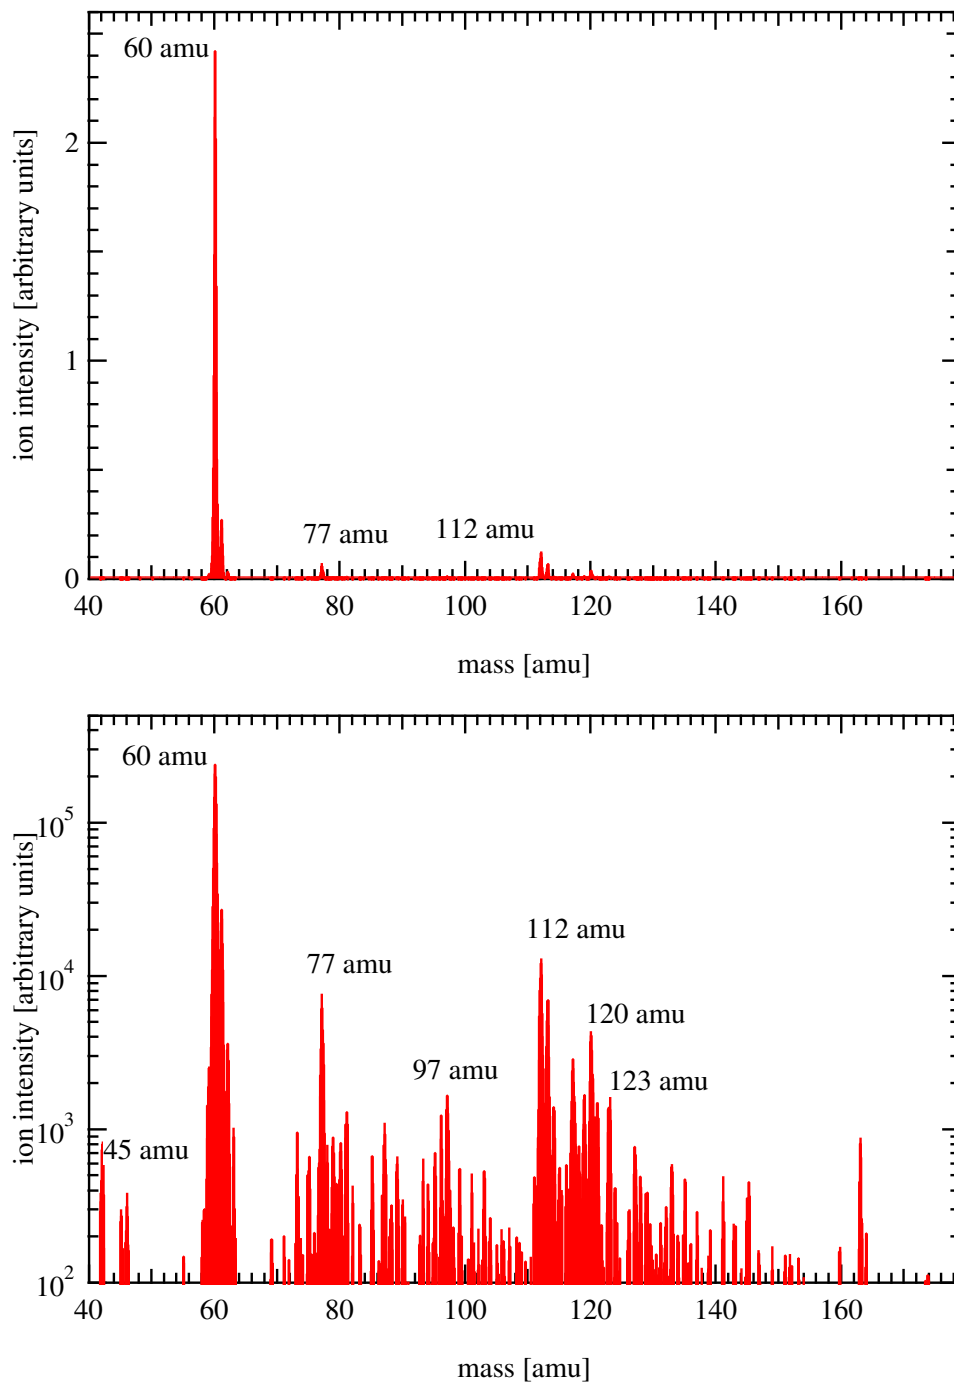 60 amu
2
1
0
77 amu
112 amu
40 60 80 100 120 140 160
mass [amu]
ion intensity [arbitrary units]
60 amu
10^5
112 amu
77 amu
10^4
120 amu
97 amu
123 amu
10^3
45 amu
10^2
40 60 80 100 120 140 160
mass [amu]
ion intensity [arbitrary units]